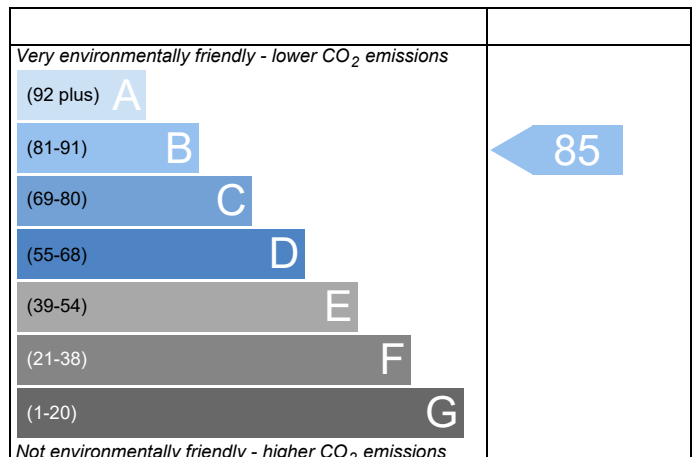 Very environmentally friendly - lower CO2 emissions
(92 plus) A
(81-91) B
85
(69-80) C
(55-68) D
(39-54) E
(21-38) F
(1-20) G
Not environmentally friendly - higher CO2 emissions